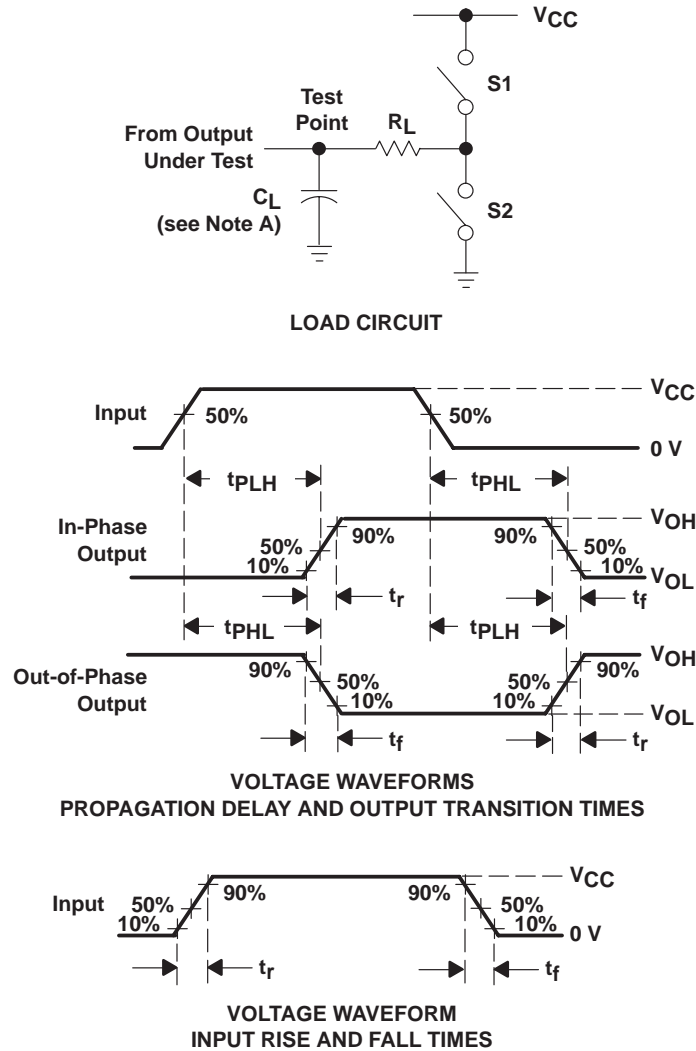 VCC
S1
Test
Point
RL
From Output
Under Test
CL
(see Note A)
S2
LOAD CIRCUIT
VCC
Input
50%
50%
0 V
tPLH
tPHL
In-Phase
Output
VOH
90%
90%
50%
50%
10%
10%
VOL
tr
tf
tPHL
tPLH
Out-of-Phase
Output
VOH
90%
90%
50%
50%
10%
10%
VOL
tf
tr
VOLTAGE WAVEFORMS
PROPAGATION DELAY AND OUTPUT TRANSITION TIMES
VCC
Input
90%
90%
50%
50%
10%
10%
0 V
tr
tf
VOLTAGE WAVEFORM
INPUT RISE AND FALL TIMES